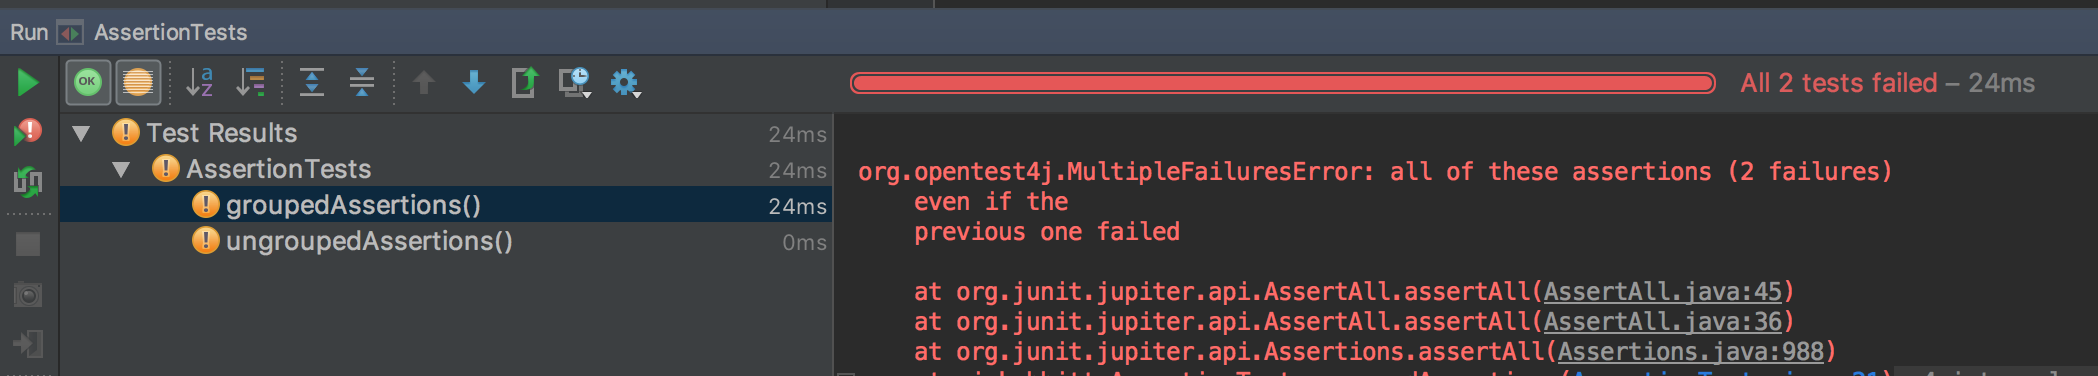 Run AssertionTests
OK a z All 2 tests failed – 24ms
Test Results 24ms
AssertionTests 24ms
groupedAssertions() 24ms
ungroupedAssertions() 0ms
org.opentest4j.MultipleFailuresError: all of these assertions (2 failures)
even if the
previous one failed
at org.junit.jupiter.api.AssertAll.assertAll(AssertAll.java:45)
at org.junit.jupiter.api.AssertAll.assertAll(AssertAll.java:36)
at org.junit.jupiter.api.Assertions.assertAll(Assertions.java:988)